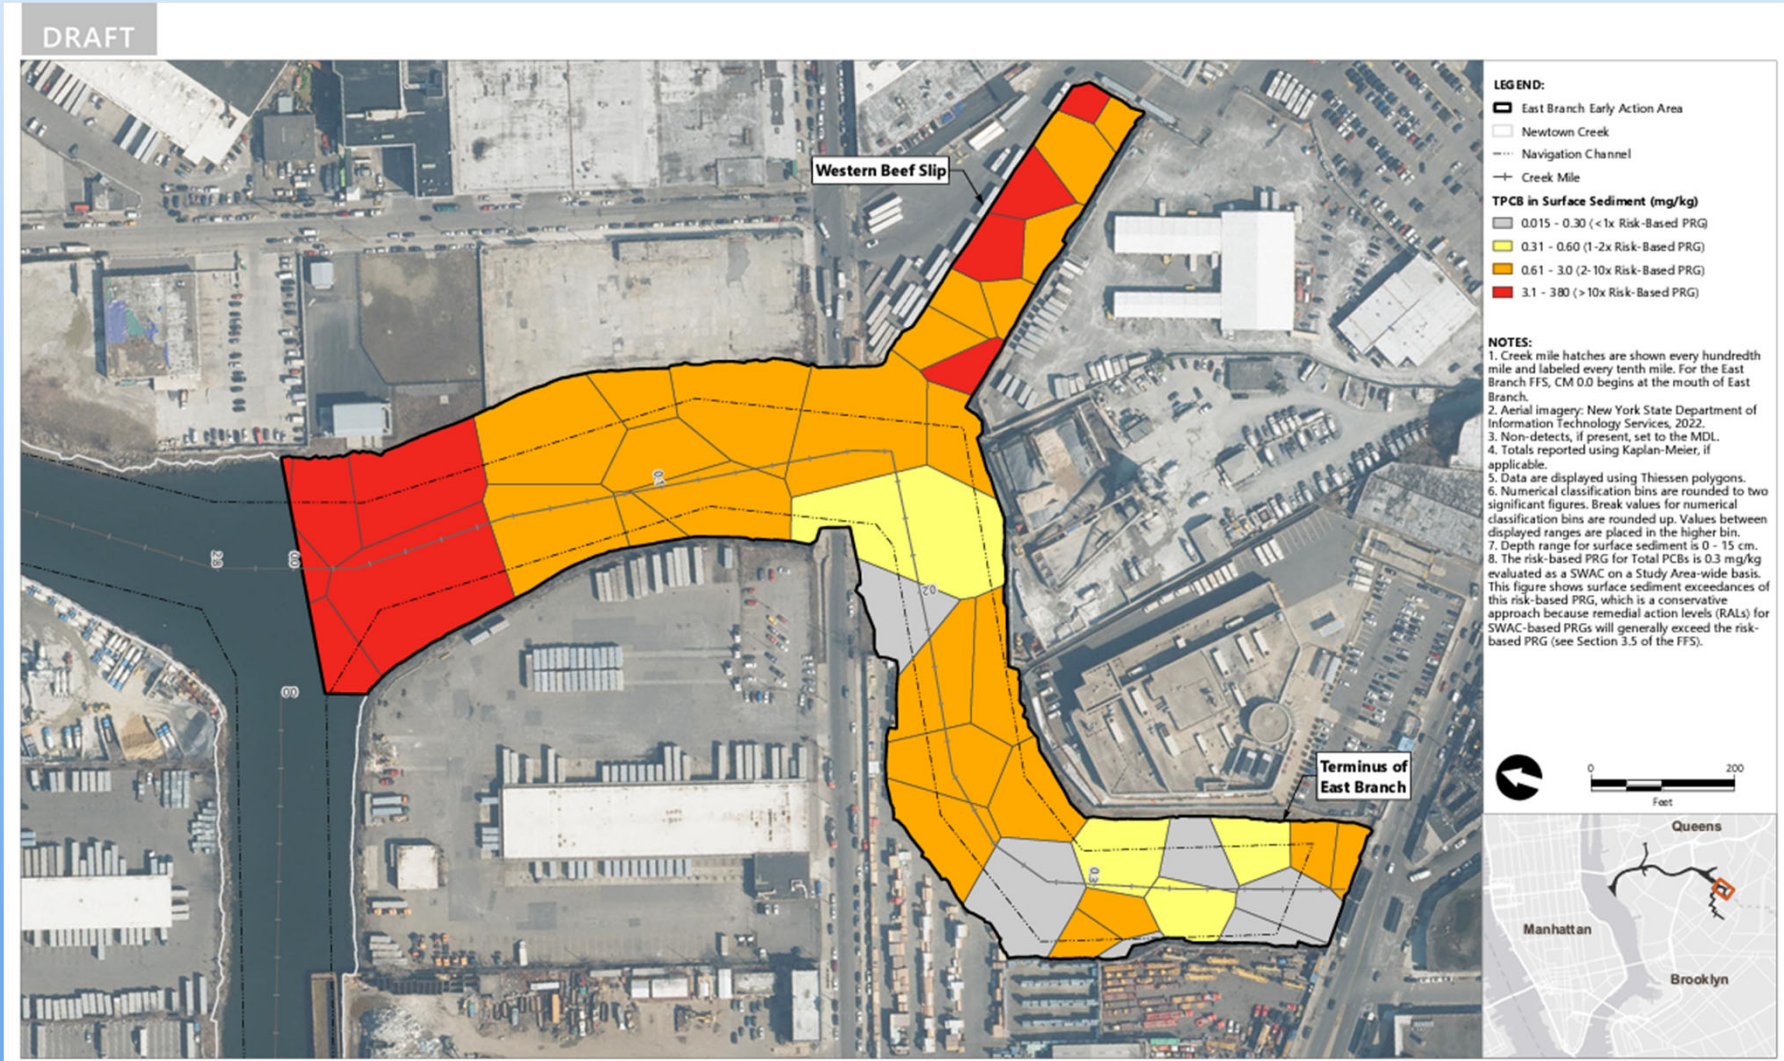 DRAFT
Western Beef Slip
Terminus of
East Branch
0.1
0.2
0.3
0.0
2.8
LEGEND:
East Branch Early Action Area
Newtown Creek
Navigation Channel
Creek Mile
TPCB in Surface Sediment (mg/kg)
0.015 - 0.30 (<1x Risk-Based PRG)
0.31 - 0.60 (1-2x Risk-Based PRG)
0.61 - 3.0 (2-10x Risk-Based PRG)
3.1 - 380 (>10x Risk-Based PRG)
NOTES:
1. Creek mile hatches are shown every hundredth
mile and labeled every tenth mile. For the East
Branch FFS, CM 0.0 begins at the mouth of East
Branch.
2. Aerial imagery: New York State Department of
Information Technology Services, 2022.
3. Non-detects, if present, set to the MDL.
4. Totals reported using Kaplan-Meier, if
applicable.
5. Data are displayed using Thiessen polygons.
6. Numerical classification bins are rounded to two
significant figures. Break values for numerical
classification bins are rounded up. Values between
displayed ranges are placed in the higher bin.
7. Depth range for surface sediment is 0 - 15 cm.
8. The risk-based PRG for Total PCBs is 0.3 mg/kg
evaluated as a SWAC on a Study Area-wide basis.
This figure shows surface sediment exceedances of
this risk-based PRG, which is a conservative
approach because remedial action levels (RALs) for
SWAC-based PRGs will generally exceed the risk-
based PRG (see Section 3.5 of the FFS).
0 200
Feet
Queens
Manhattan
Brooklyn